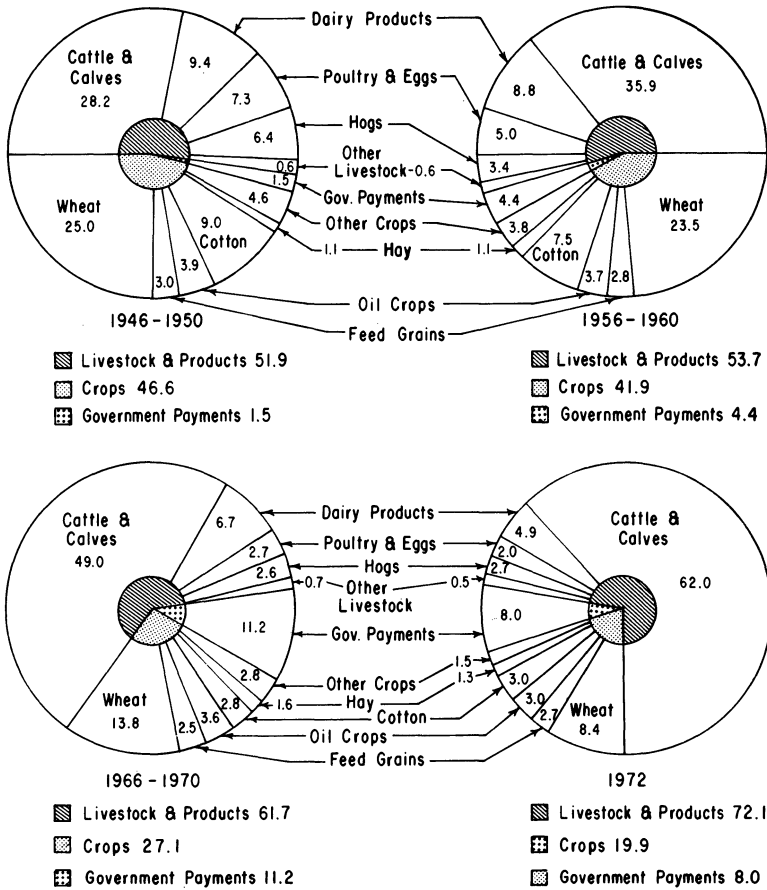 Dairy Products
Cattle & Calves
28.2
9.4
7.3
6.4
0.6
1.5
4.6
9.0
Cotton
1.1
3.9
3.0
Wheat
25.0
Poultry & Eggs
Hogs
Other Livestock-0.6
Gov. Payments
Other Crops
Hay
Oil Crops
Feed Grains
Cattle & Calves
35.9
8.8
5.0
3.4
4.4
3.8
1.1
7.5
Cotton
3.7
2.8
Wheat
23.5
1946-1950
Livestock & Products 51.9
Crops 46.6
Government Payments 1.5
1956-1960
Livestock & Products 53.7
Crops 41.9
Government Payments 4.4
Cattle & Calves
49.0
6.7
2.7
2.6
0.7
11.2
2.8
1.6
2.8
3.6
2.5
Wheat
13.8
Dairy Products
Poultry & Eggs
Hogs
Other Livestock
Gov. Payments
Other Crops
Hay
Cotton
Oil Crops
Feed Grains
Cattle & Calves
62.0
4.9
2.0
2.7
0.5
8.0
1.5
1.3
3.0
3.0
2.7
Wheat
8.4
1966-1970
Livestock & Products 61.7
Crops 27.1
Government Payments 11.2
1972
Livestock & Products 72.1
Crops 19.9
Government Payments 8.0